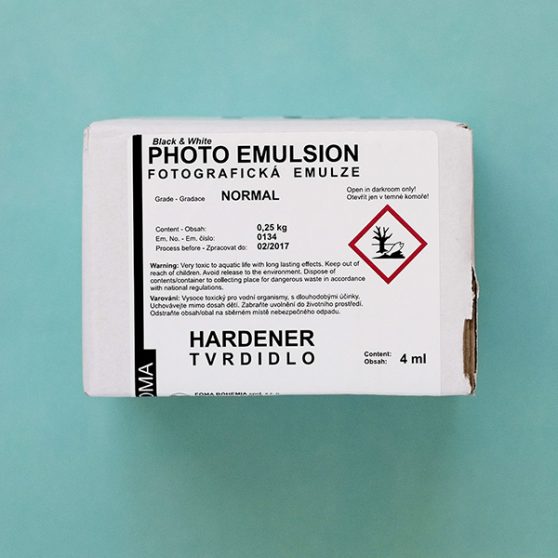 Black & White
PHOTO EMULSION
FOTOGRAFICKÁ EMULZE
Grade - Gradace NORMAL
Open in darkroom only!
Otevřít jen v temné komoře!
Content - Obsah: 0,25 kg
Em. No. - Em. číslo: 0134
Process before - Zpracovat do: 02/2017
Warning: Very toxic to aquatic life with long lasting effects. Keep out of
reach of children. Avoid release to the environment. Dispose of
contents/container to collecting place for dangerous waste in accordance
with national regulations.
Varování: Vysoce toxický pro vodní organismy, s dlouhodobými účinky.
Uchovávejte mimo dosah dětí. Zabraňte uvolnění do životního prostředí.
Odstraňte obsah/obal na sběrném místě nebezpečného odpadu.
HARDENER
TVRDIDLO
Content:
Obsah: 4 ml
OMA
FOMA BOHEMIA